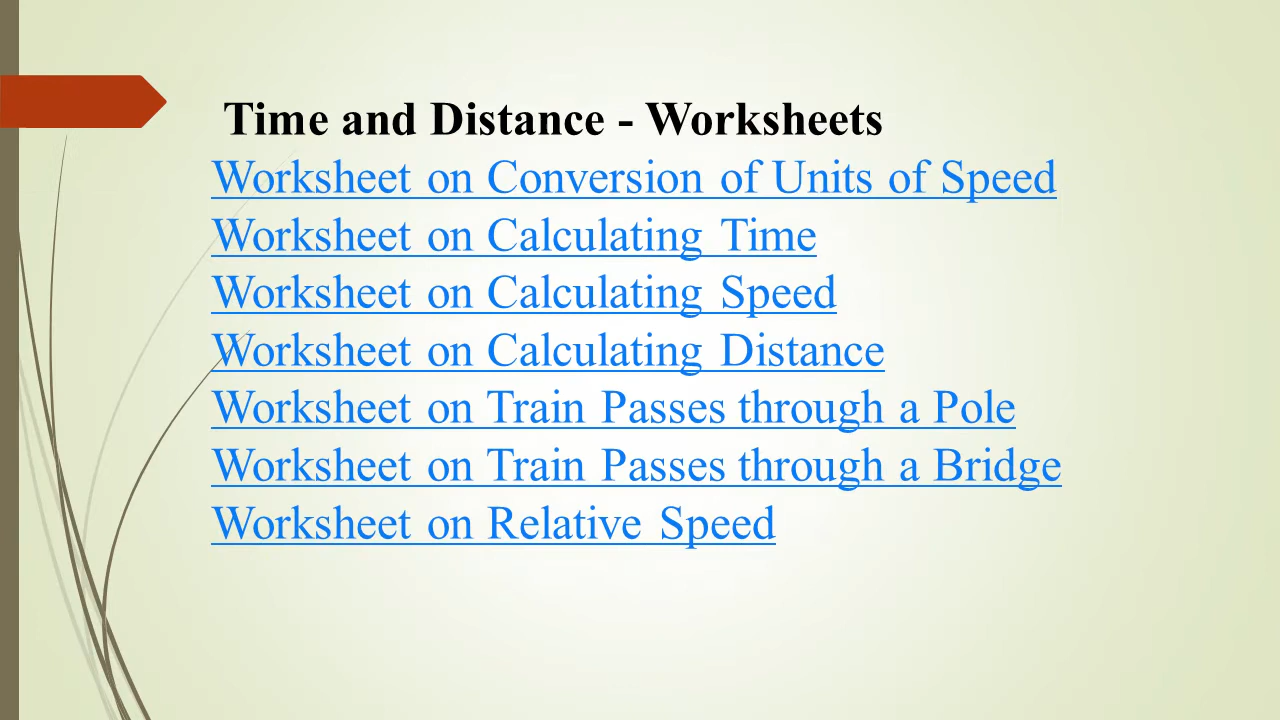 Time and Distance - Worksheets
Worksheet on Conversion of Units of Speed
Worksheet on Calculating Time
Worksheet on Calculating Speed
Worksheet on Calculating Distance
Worksheet on Train Passes through a Pole
Worksheet on Train Passes through a Bridge
Worksheet on Relative Speed